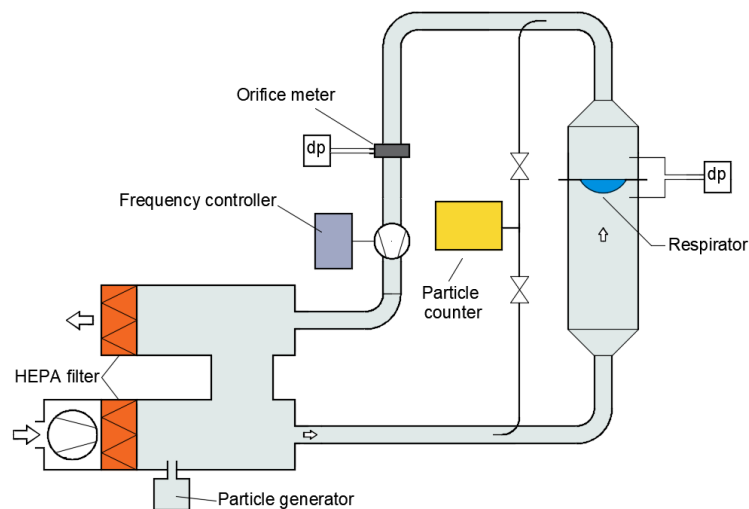 Orifice meter
dp
dp
Frequency controller
Respirator
Particle
counter
HEPA filter
Particle generator